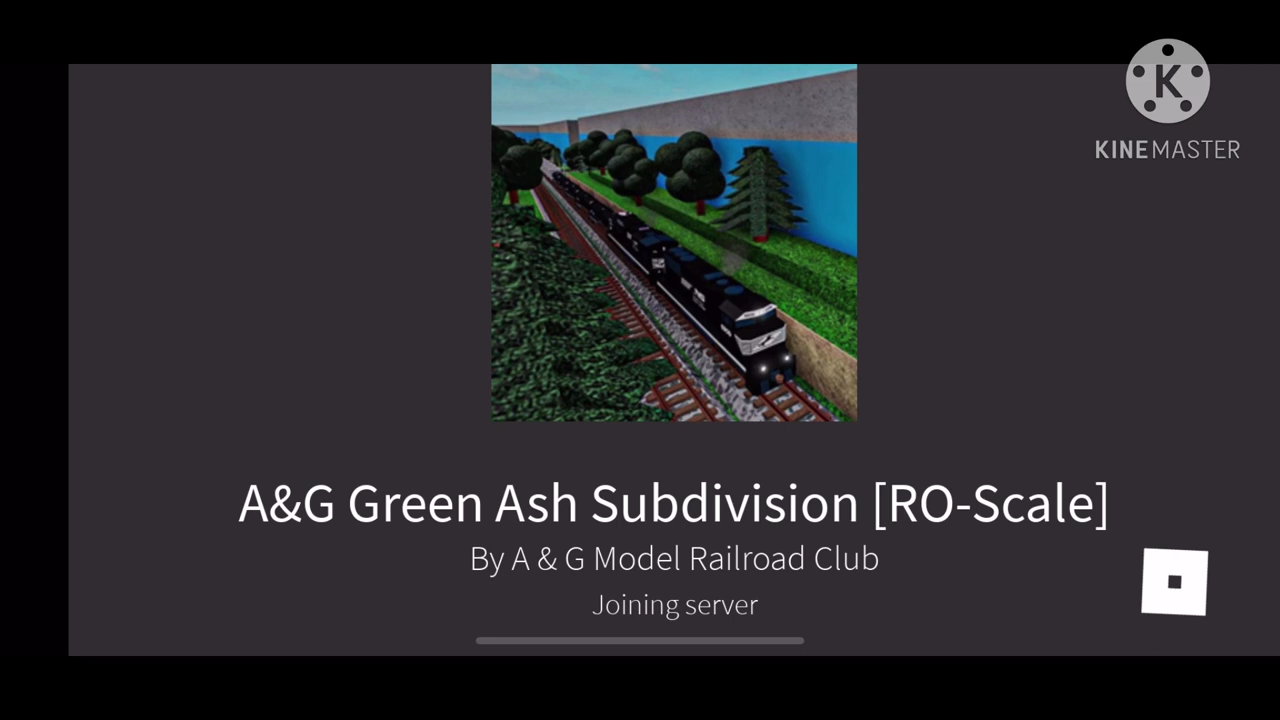 KINEMASTER
A&G Green Ash Subdivision [RO-Scale]
By A & G Model Railroad Club
Joining server